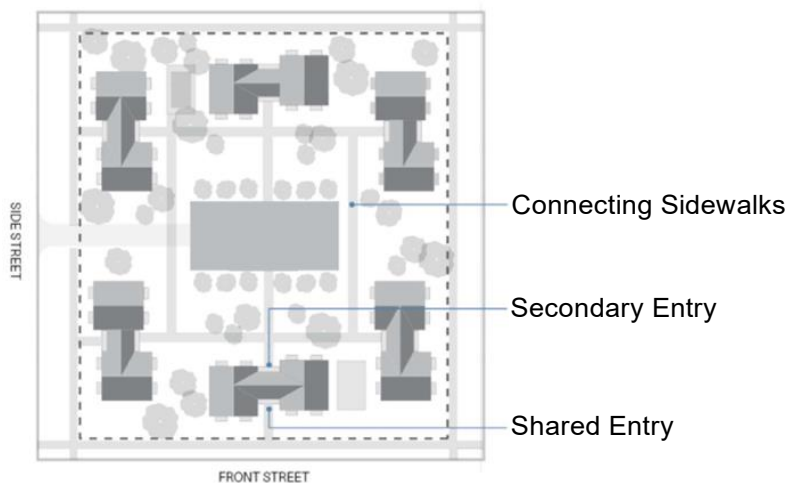 SIDE STREET
Connecting Sidewalks
Secondary Entry
Shared Entry
FRONT STREET